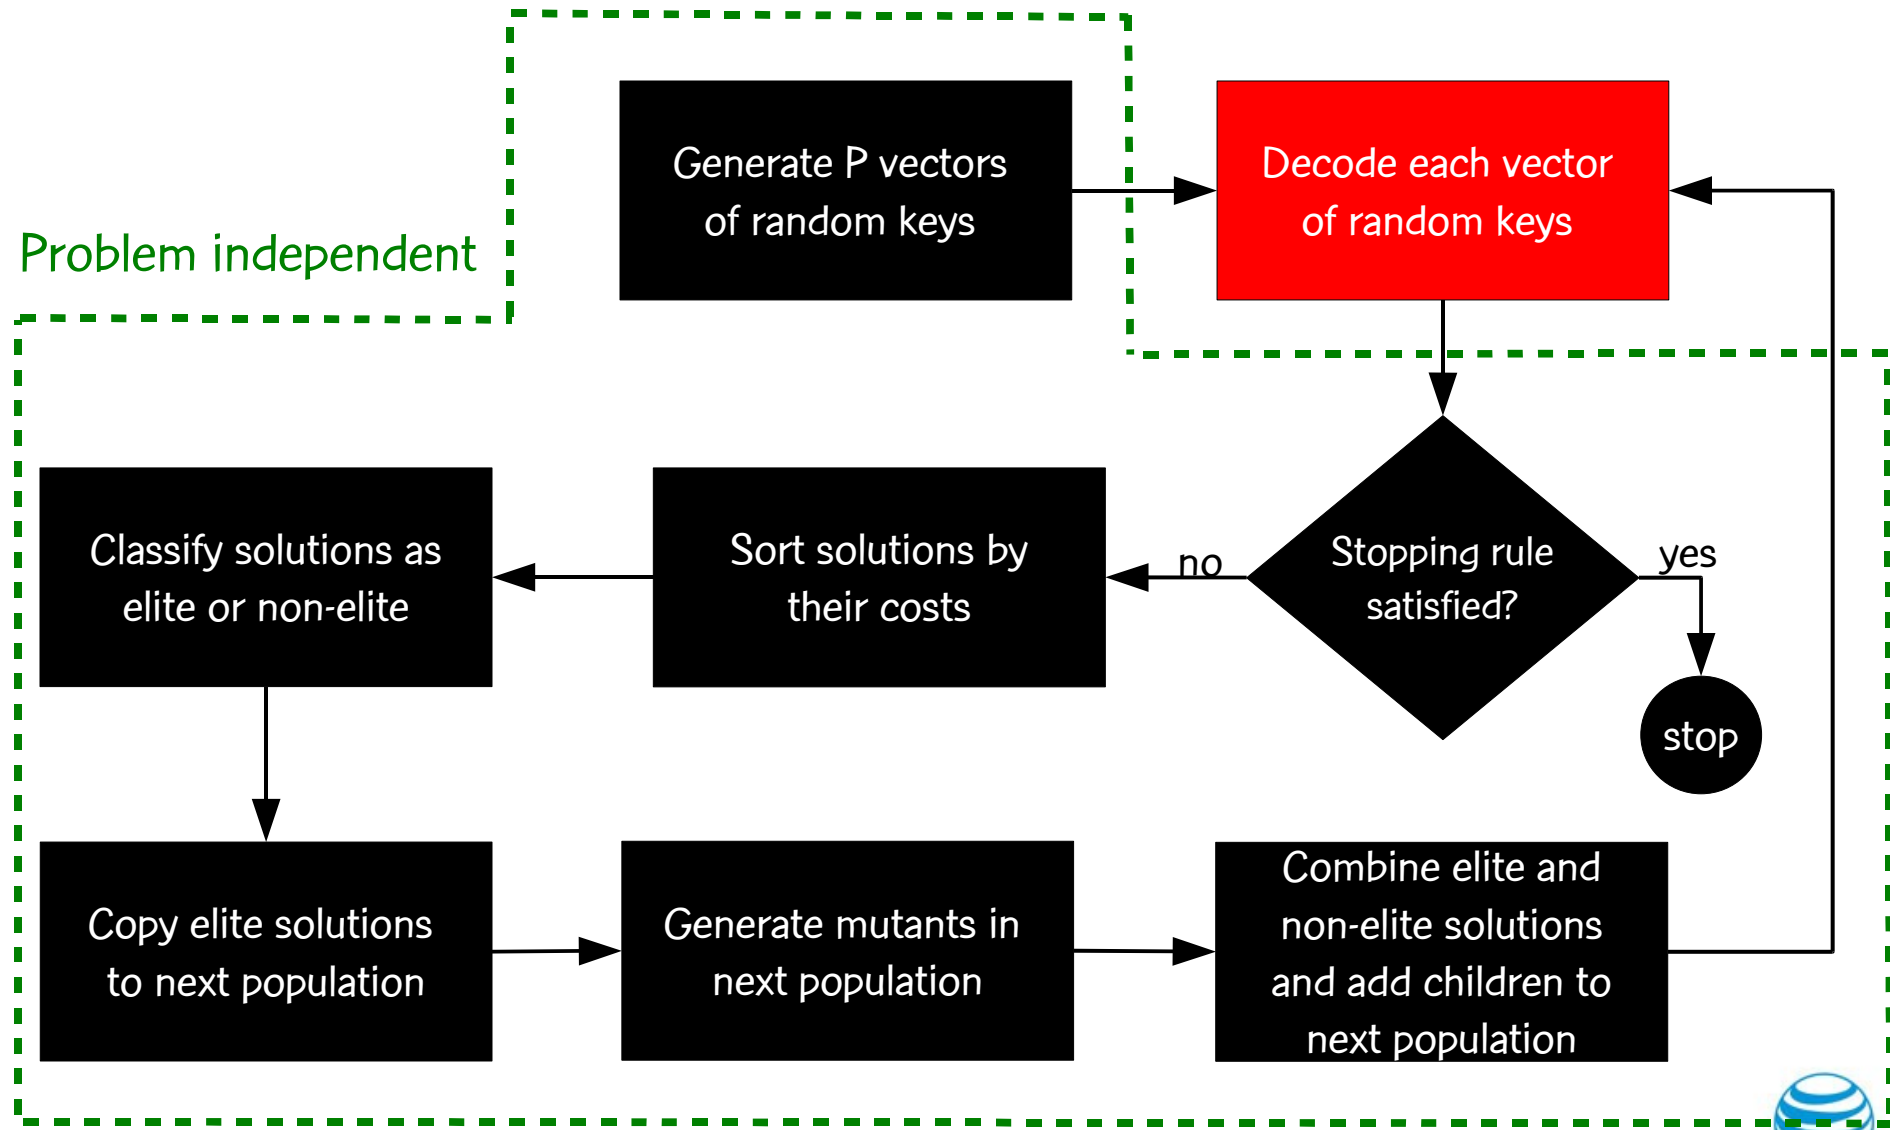 Generate P vectors
of random keys
Decode each vector
of random keys
Problem independent
Classify solutions as
elite or non-elite
Sort solutions by
their costs
no
Stopping rule
satisfied?
yes
stop
Copy elite solutions
to next population
Generate mutants in
next population
Combine elite and
non-elite solutions
and add children to
next population